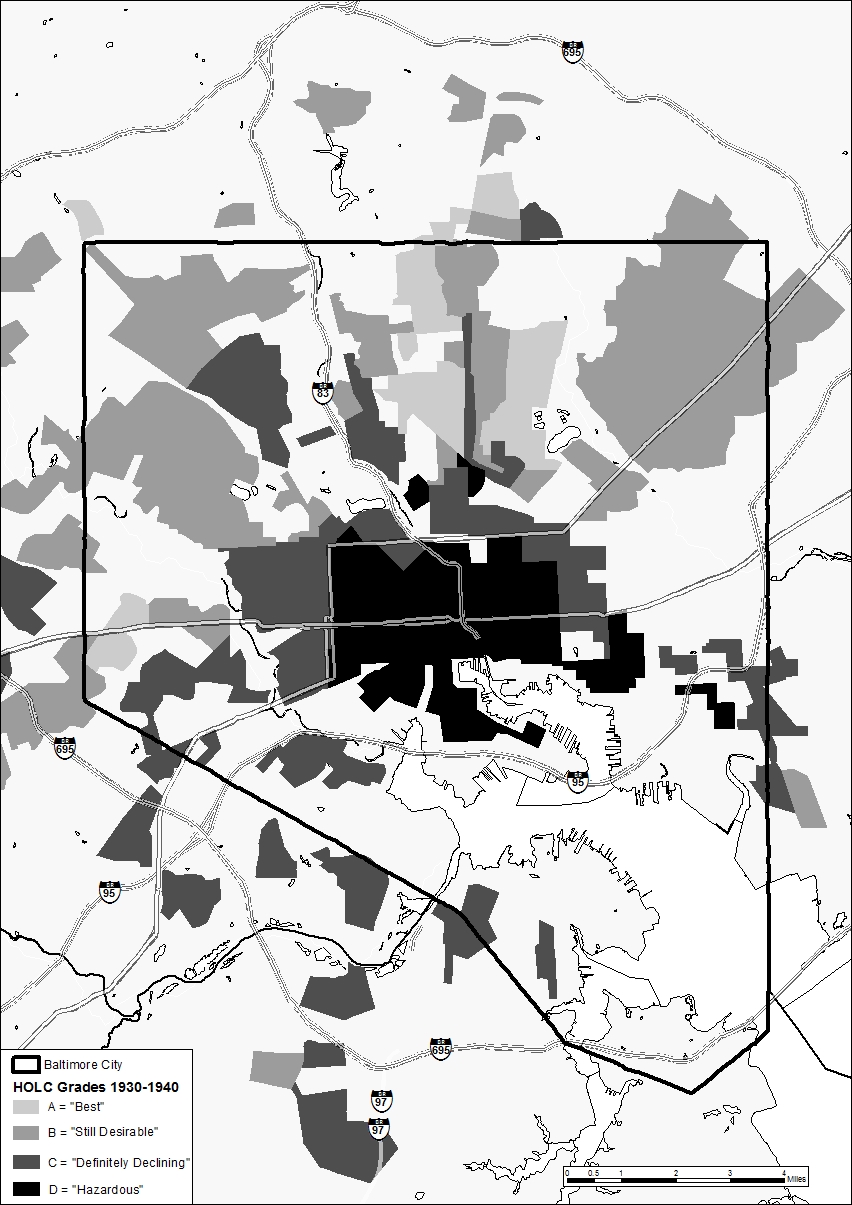 695
83
695
95
95
695
97
97
Baltimore City
HOLC Grades 1930-1940
A = "Best"
B = "Still Desirable"
C = "Definitely Declining"
D = "Hazardous"
0 0.5 1 2 3 4
Miles